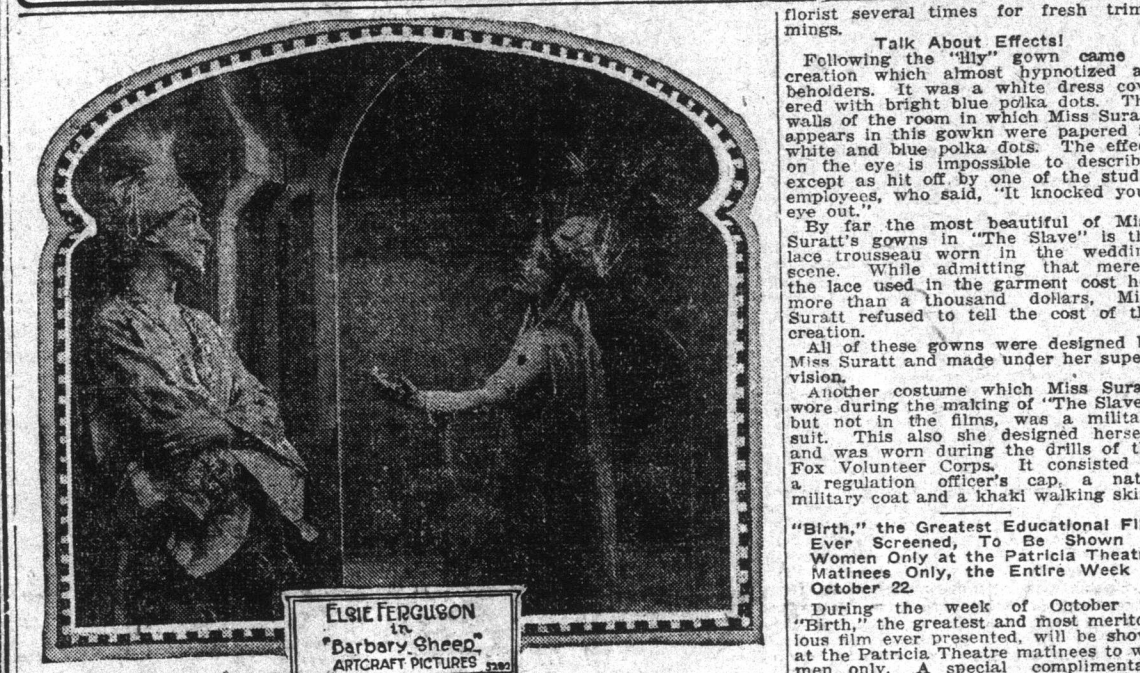 ELSIE FERGUSON
in
"Barbary Sheep"
ARTCRAFT PICTURES 5202
florist several times for fresh trim-
mings.
Talk About Effects!
Following the "lily" gown came
creation which almost hypnotized a
beholders. It was a white dress cov
ered with bright blue polka dots. Th
walls of the room in which Miss Surat
appears in this gowkn were papered
white and blue polka dots. The effec
on the eye is impossible to describ
except as hit off by one of the stud
employees, who said, "It knocked you
eye out."
By far the most beautiful of Mis
Suratt's gowns in "The Slave" is th
lace trousseau worn in the weddin
scene. While admitting that mere
the lace used in the garment cost h
more than a thousand dollars, Mis
Suratt refused to tell the cost of th
creation.
All of these gowns were designed b
Miss Suratt and made under her supe
vision.
Another costume which Miss Sura
wore during the making of "The Slave
but not in the films, was a milita
suit. This also she designed herse
and was worn during the drills of th
Fox Volunteer Corps. It consisted
a regulation officer's cap, a nat
military coat and a khaki walking ski
"Birth," the Greatest Educational Fil
Ever Screened, To Be Shown
Women Only at the Patricia Theatr
Matinees Only, the Entire Week
October 22.
During the week of October
"Birth," the greatest and most merito
ious film ever presented, will be show
at the Patricia Theatre matinees to w
men only. A special complimenta